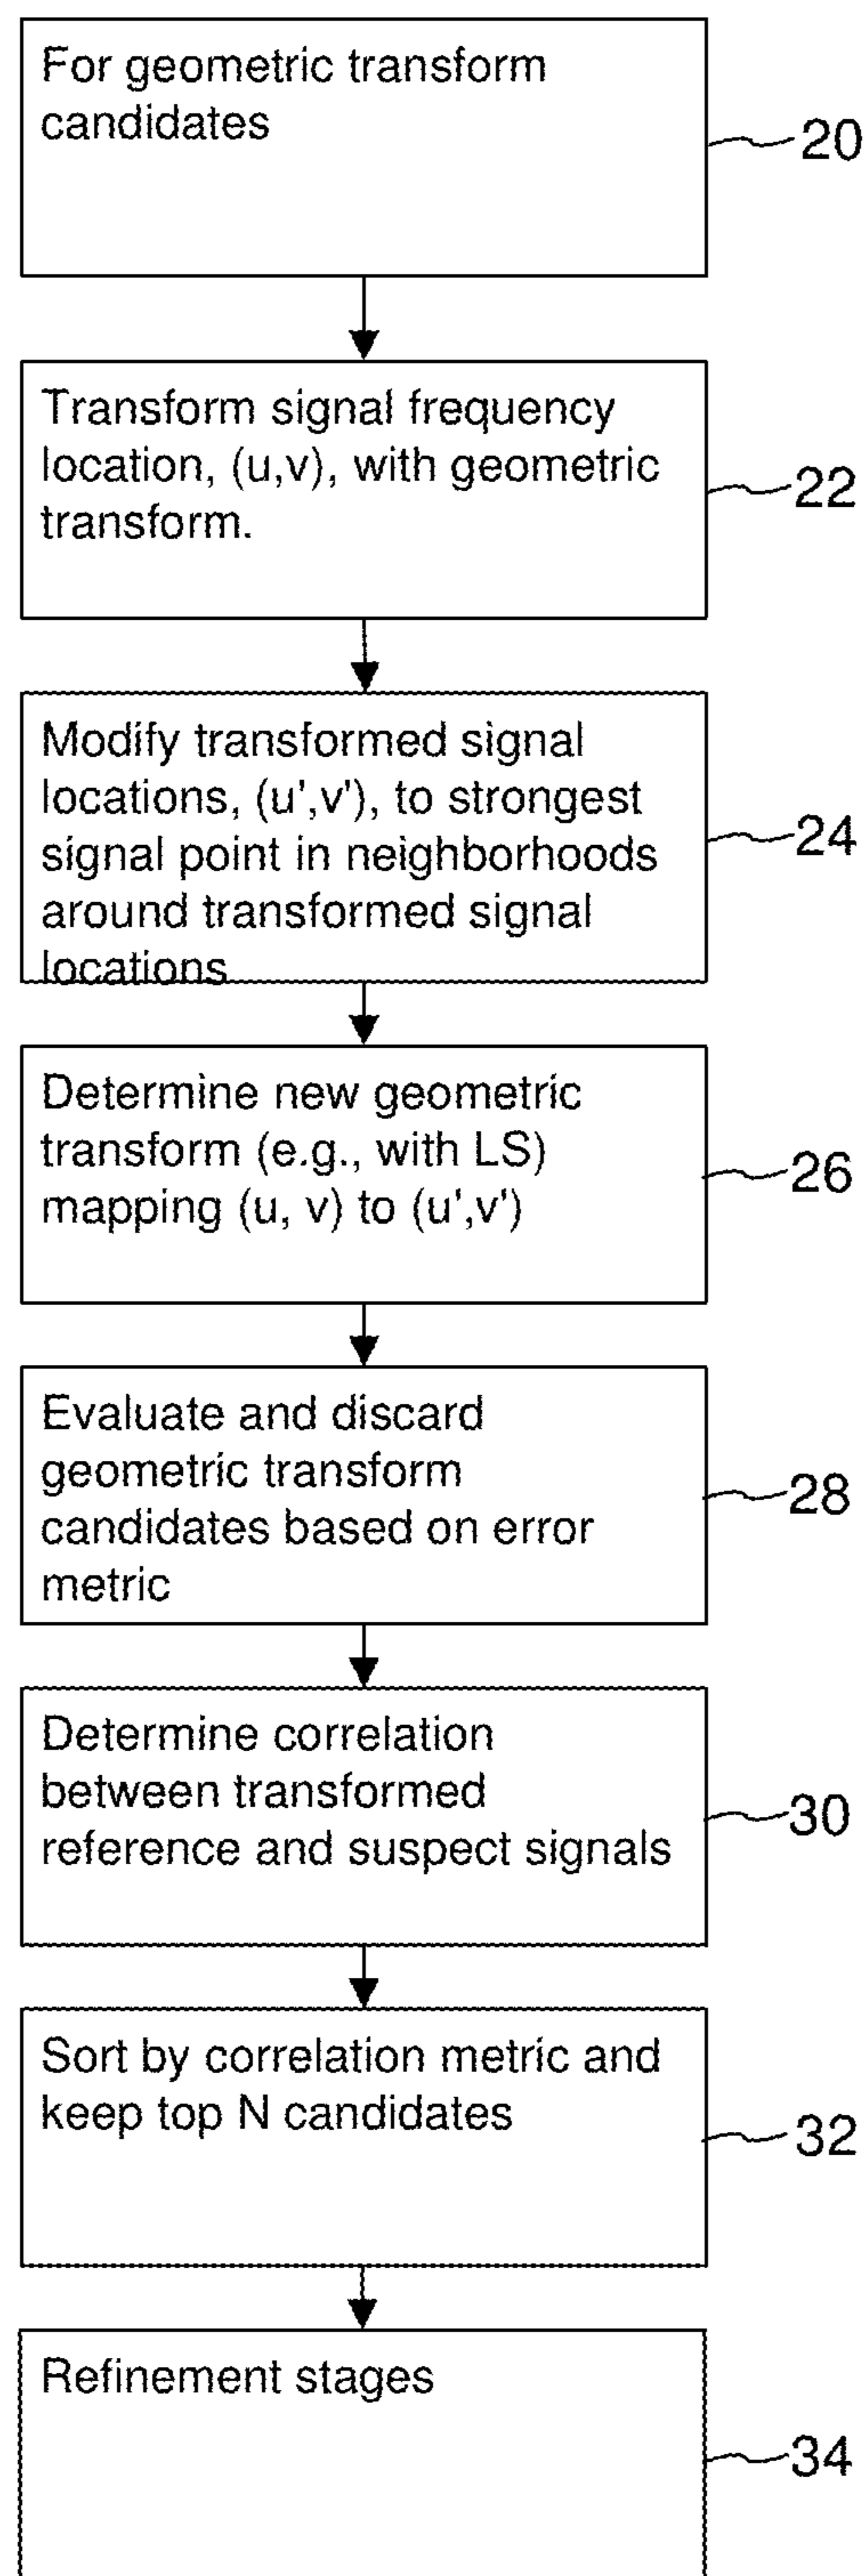 For geometric transform
candidates
20
Transform signal frequency
location, (u,v), with geometric
transform.
22
Modify transformed signal
locations, (u',v'), to strongest
signal point in neighborhoods
around transformed signal
locations
24
Determine new geometric
transform (e.g., with LS)
mapping (u, v) to (u',v')
26
Evaluate and discard
geometric transform
candidates based on error
metric
28
Determine correlation
between transformed
reference and suspect signals
30
Sort by correlation metric and
keep top N candidates
32
Refinement stages
34